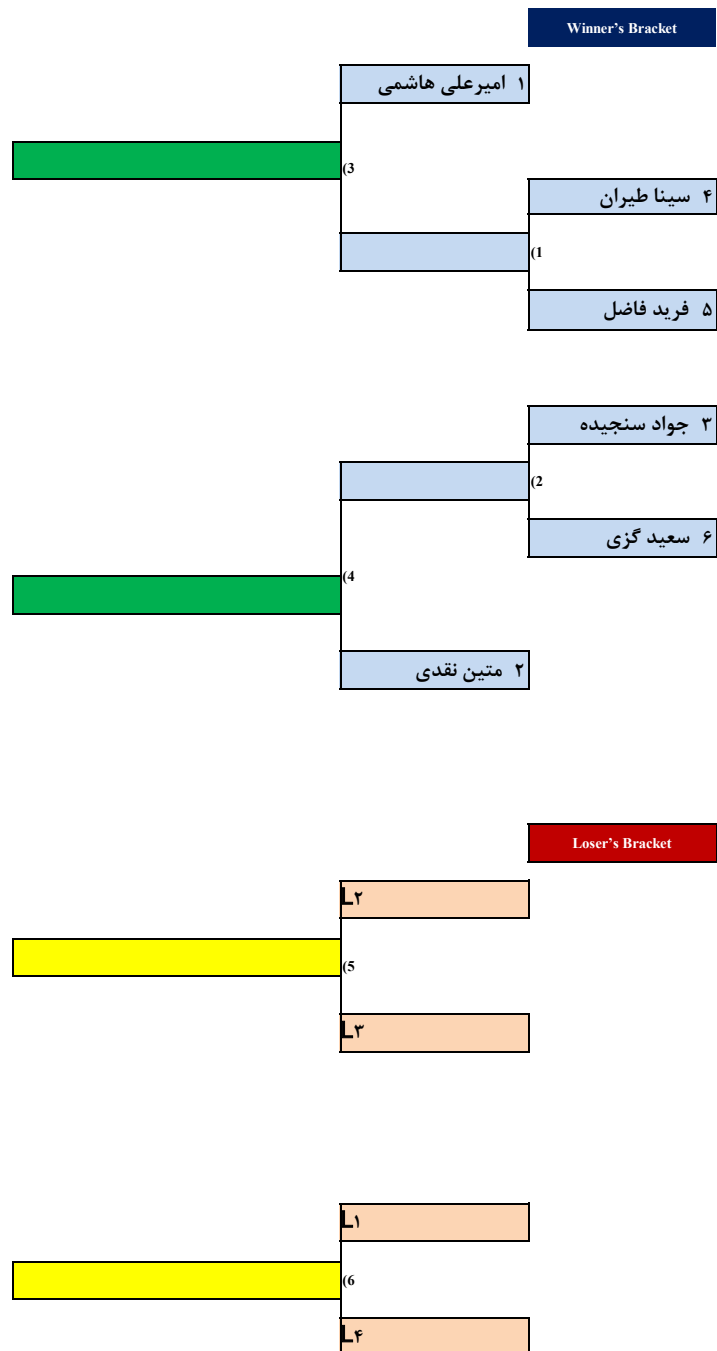 Winner's Bracket
۱ امیرعلی هاشمی
(3
۴ سینا طیران
(1
۵ فرید فاضل
۳ جواد سنجیده
(2
۶ سعید گزی
(4
۲ متین نقدی
Loser's Bracket
L۲
(5
L۳
L۱
(6
L۴